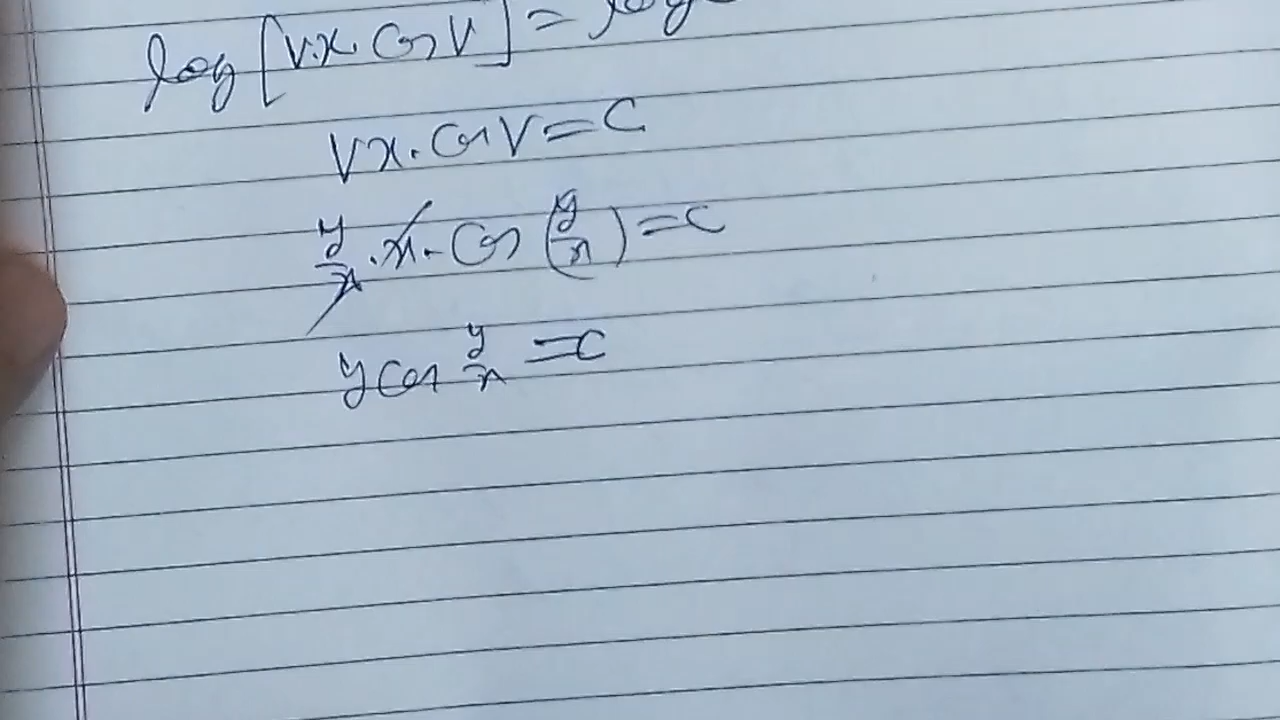 log [v.x. Cos v] = log
Vx. Cos V = C
y/x . x. Cos (y/x) = C
y cos y/x = C